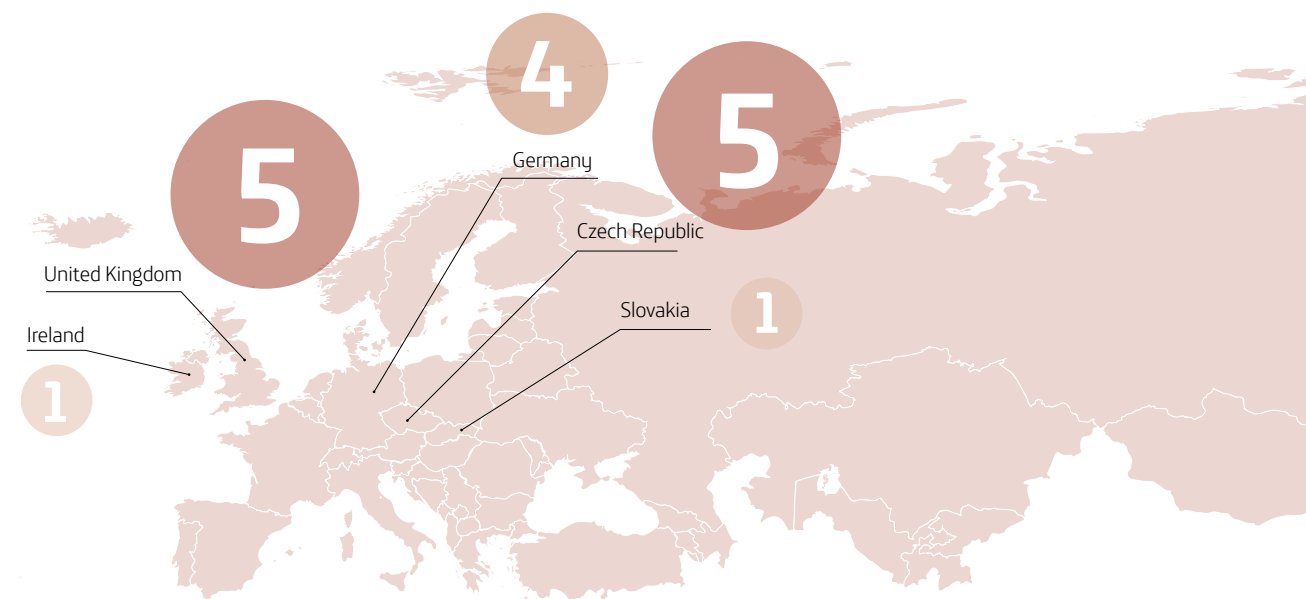 4
5
5
Germany
Czech Republic
United Kingdom
Slovakia
1
Ireland
1